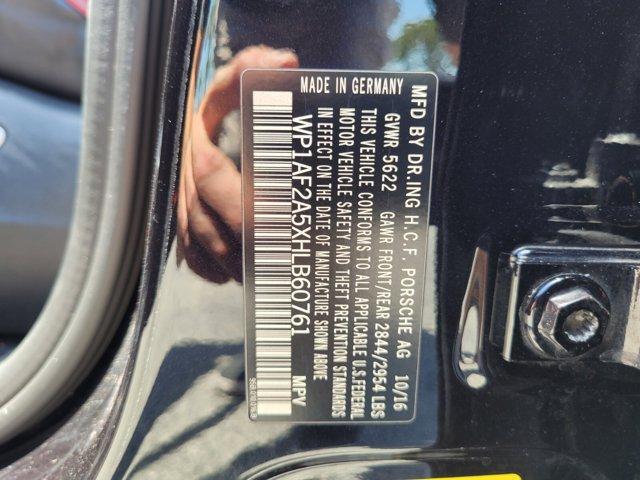 MFD BY DR.ING H.C.F. PORSCHE AG 10/16
GVWR 5622 GAWR FRONT/REAR 2844/2954 LBS
THIS VEHICLE CONFORMS TO ALL APPLICABLE U.S.FEDERAL
MOTOR VEHICLE SAFETY AND THEFT PREVENTION STANDARDS
IN EFFECT ON THE DATE OF MANUFACTURE SHOWN ABOVE
WP1AF2A5XHLB60761 MPV
MADE IN GERMANY